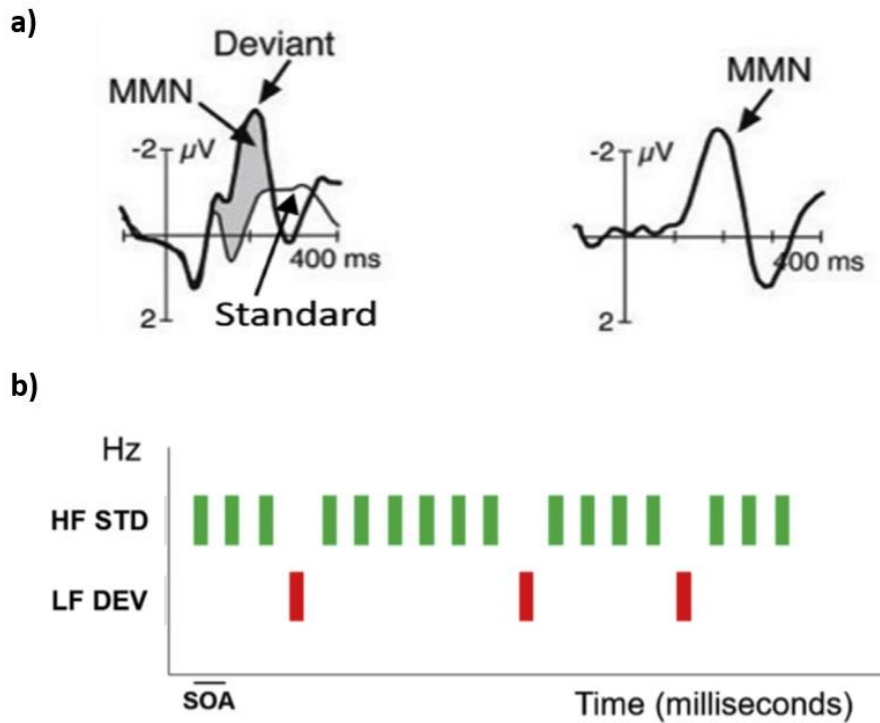 a)
Deviant
MMN
-2 µV
400 ms
2
Standard
MMN
-2 µV
400 ms
2
b)
Hz
HF STD
LF DEV
SOA
Time (milliseconds)